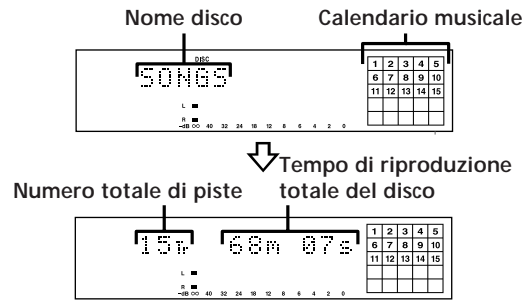 Nome disco Calendario musicale
DISC
SONGS
1 2 3 4 5
6 7 8 9 10
11 12 13 14 15
L
R
-dB ∞ 40 32 24 18 12 8 6 4 2 0
Tempo di riproduzione
Numero totale di piste totale del disco
15Tr 68m 07s
1 2 3 4 5
6 7 8 9 10
11 12 13 14 15
L
R
-dB ∞ 40 32 24 18 12 8 6 4 2 0